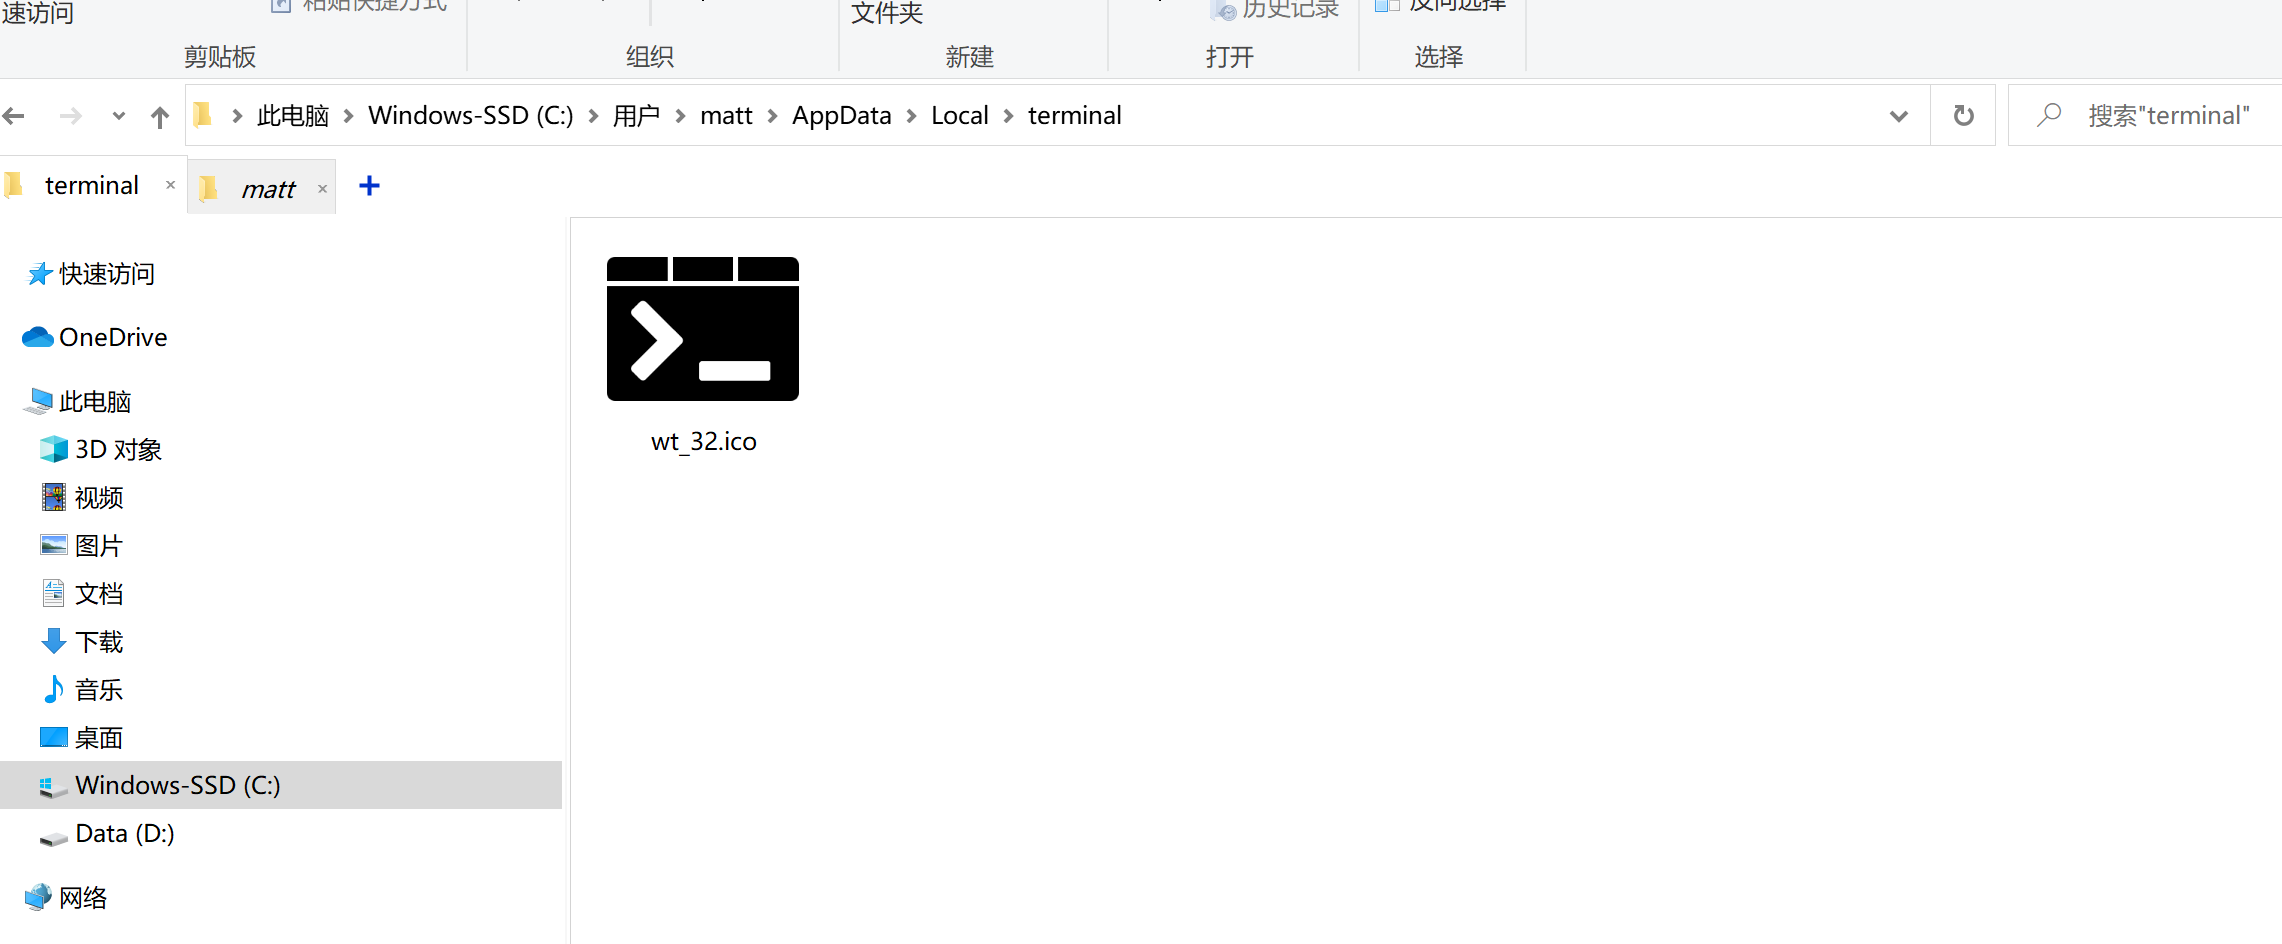 速访问
粘贴快捷方式
文件夹
历史记录
反向选择
剪贴板
组织
新建
打开
选择
此电脑
Windows-SSD (C:)
用户
matt
AppData
Local
terminal
搜索"terminal"
terminal
matt
快速访问
OneDrive
此电脑
3D 对象
视频
图片
文档
下载
音乐
桌面
Windows-SSD (C:)
Data (D:)
网络
wt_32.ico